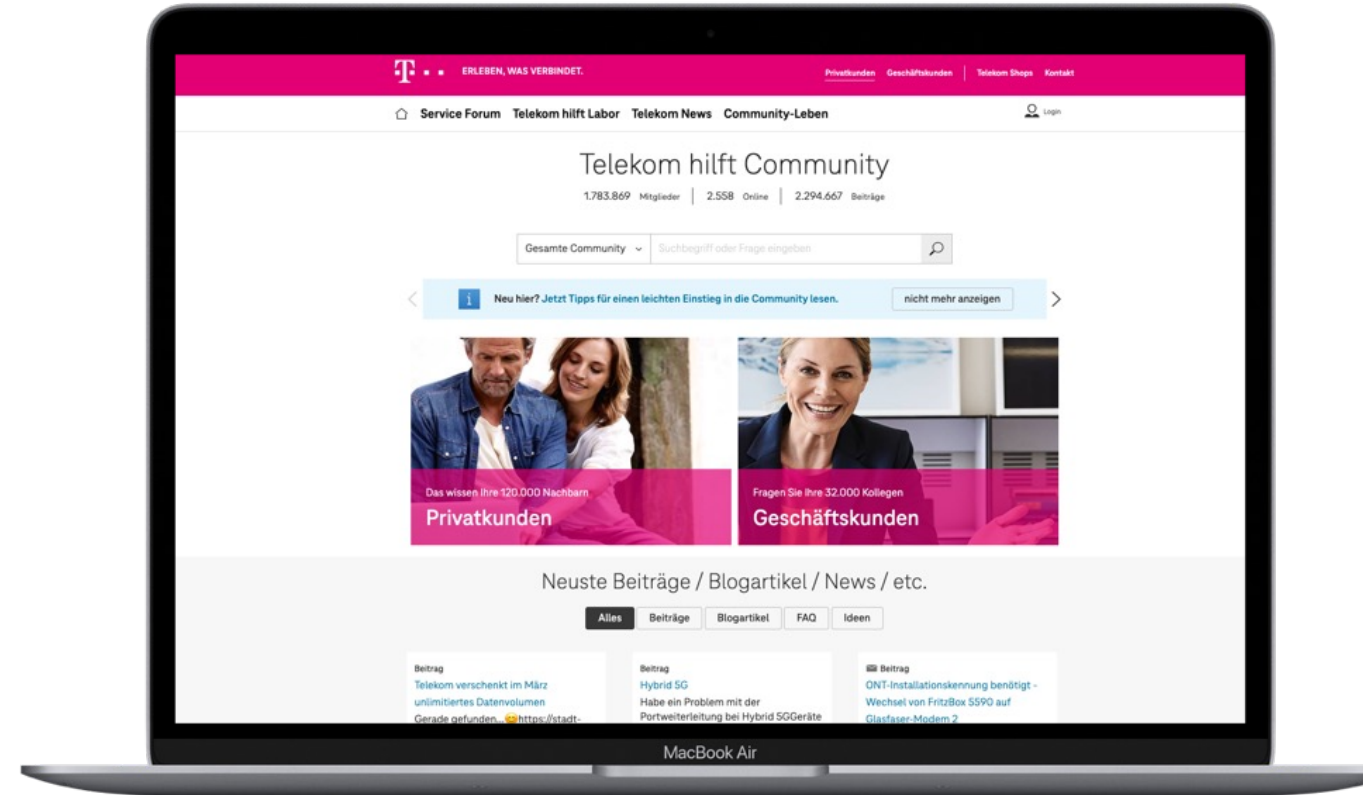 T
ERLEBEN, WAS VERBINDET.
Privatkunden Geschäftskunden Telekom Shops Kontakt
Service Forum Telekom hilft Labor Telekom News Community-Leben
Login
Telekom hilft Community
1.783.869 Mitglieder 2.558 Online 2.294.667 Beiträge
Gesamte Community Suchbegriff oder Frage eingeben
i Neu hier? Jetzt Tipps für einen leichten Einstieg in die Community lesen. nicht mehr anzeigen
Das wissen Ihre 120.000 Nachbarn
Privatkunden
Fragen Sie Ihre 32.000 Kollegen
Geschäftskunden
Neuste Beiträge / Blogartikel / News / etc.
Alles Beiträge Blogartikel FAQ Ideen
Beitrag
Telekom verschenkt im März
unlimitiertes Datenvolumen
Gerade gefunden...😀https://stadt-
Beitrag
Hybrid 5G
Habe ein Problem mit der
Portweiterleitung bei Hybrid 5GGeräte
Beitrag
ONT-Installationskennung benötigt -
Wechsel von FritzBox 5590 auf
Glasfaser-Modem 2
MacBook Air